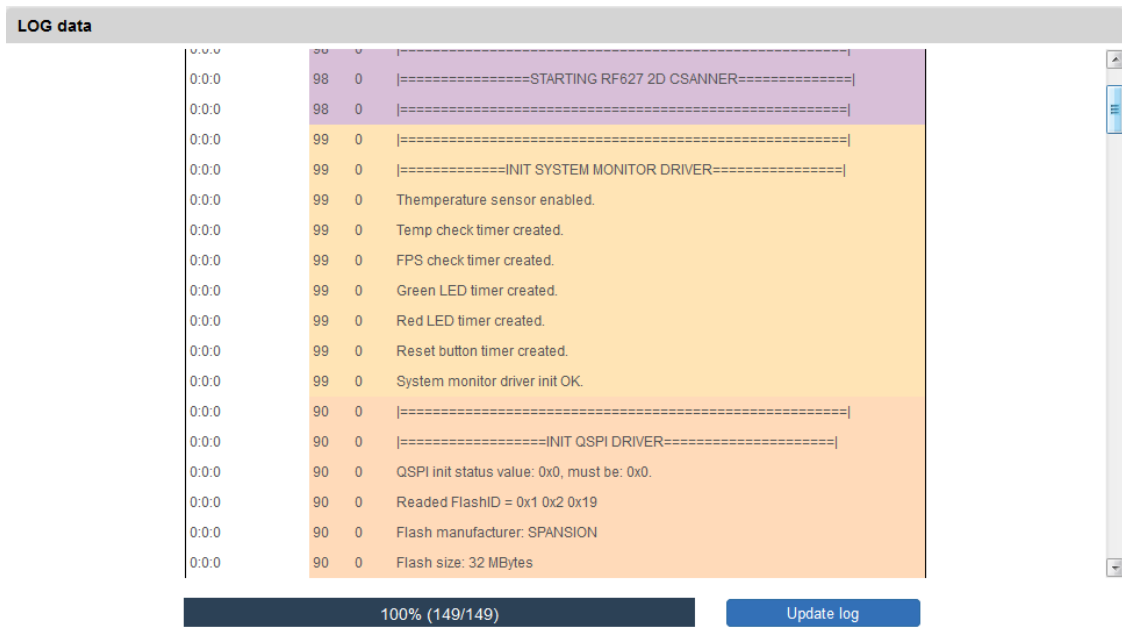 LOG data
0:0:0 98 0 |=======================================================|
0:0:0 98 0 |================STARTING RF627 2D CSANNER==============|
0:0:0 98 0 |=======================================================|
0:0:0 99 0 |=======================================================|
0:0:0 99 0 |=============INIT SYSTEM MONITOR DRIVER================|
0:0:0 99 0 Themperature sensor enabled.
0:0:0 99 0 Temp check timer created.
0:0:0 99 0 FPS check timer created.
0:0:0 99 0 Green LED timer created.
0:0:0 99 0 Red LED timer created.
0:0:0 99 0 Reset button timer created.
0:0:0 99 0 System monitor driver init OK.
0:0:0 90 0 |=======================================================|
0:0:0 90 0 |==================INIT QSPI DRIVER=====================|
0:0:0 90 0 QSPI init status value: 0x0, must be: 0x0.
0:0:0 90 0 Readed FlashID = 0x1 0x2 0x19
0:0:0 90 0 Flash manufacturer: SPANSION
0:0:0 90 0 Flash size: 32 MBytes
100% (149/149) Update log